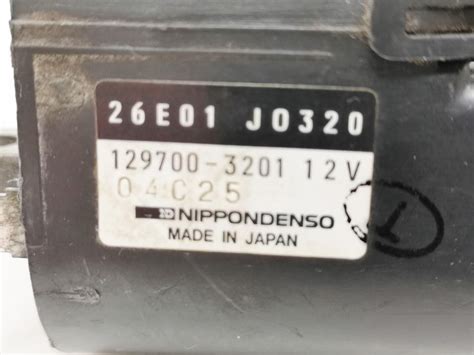 26E01 J0320
129700-3201 12V
04C25
NIPPONDENSO
MADE IN JAPAN